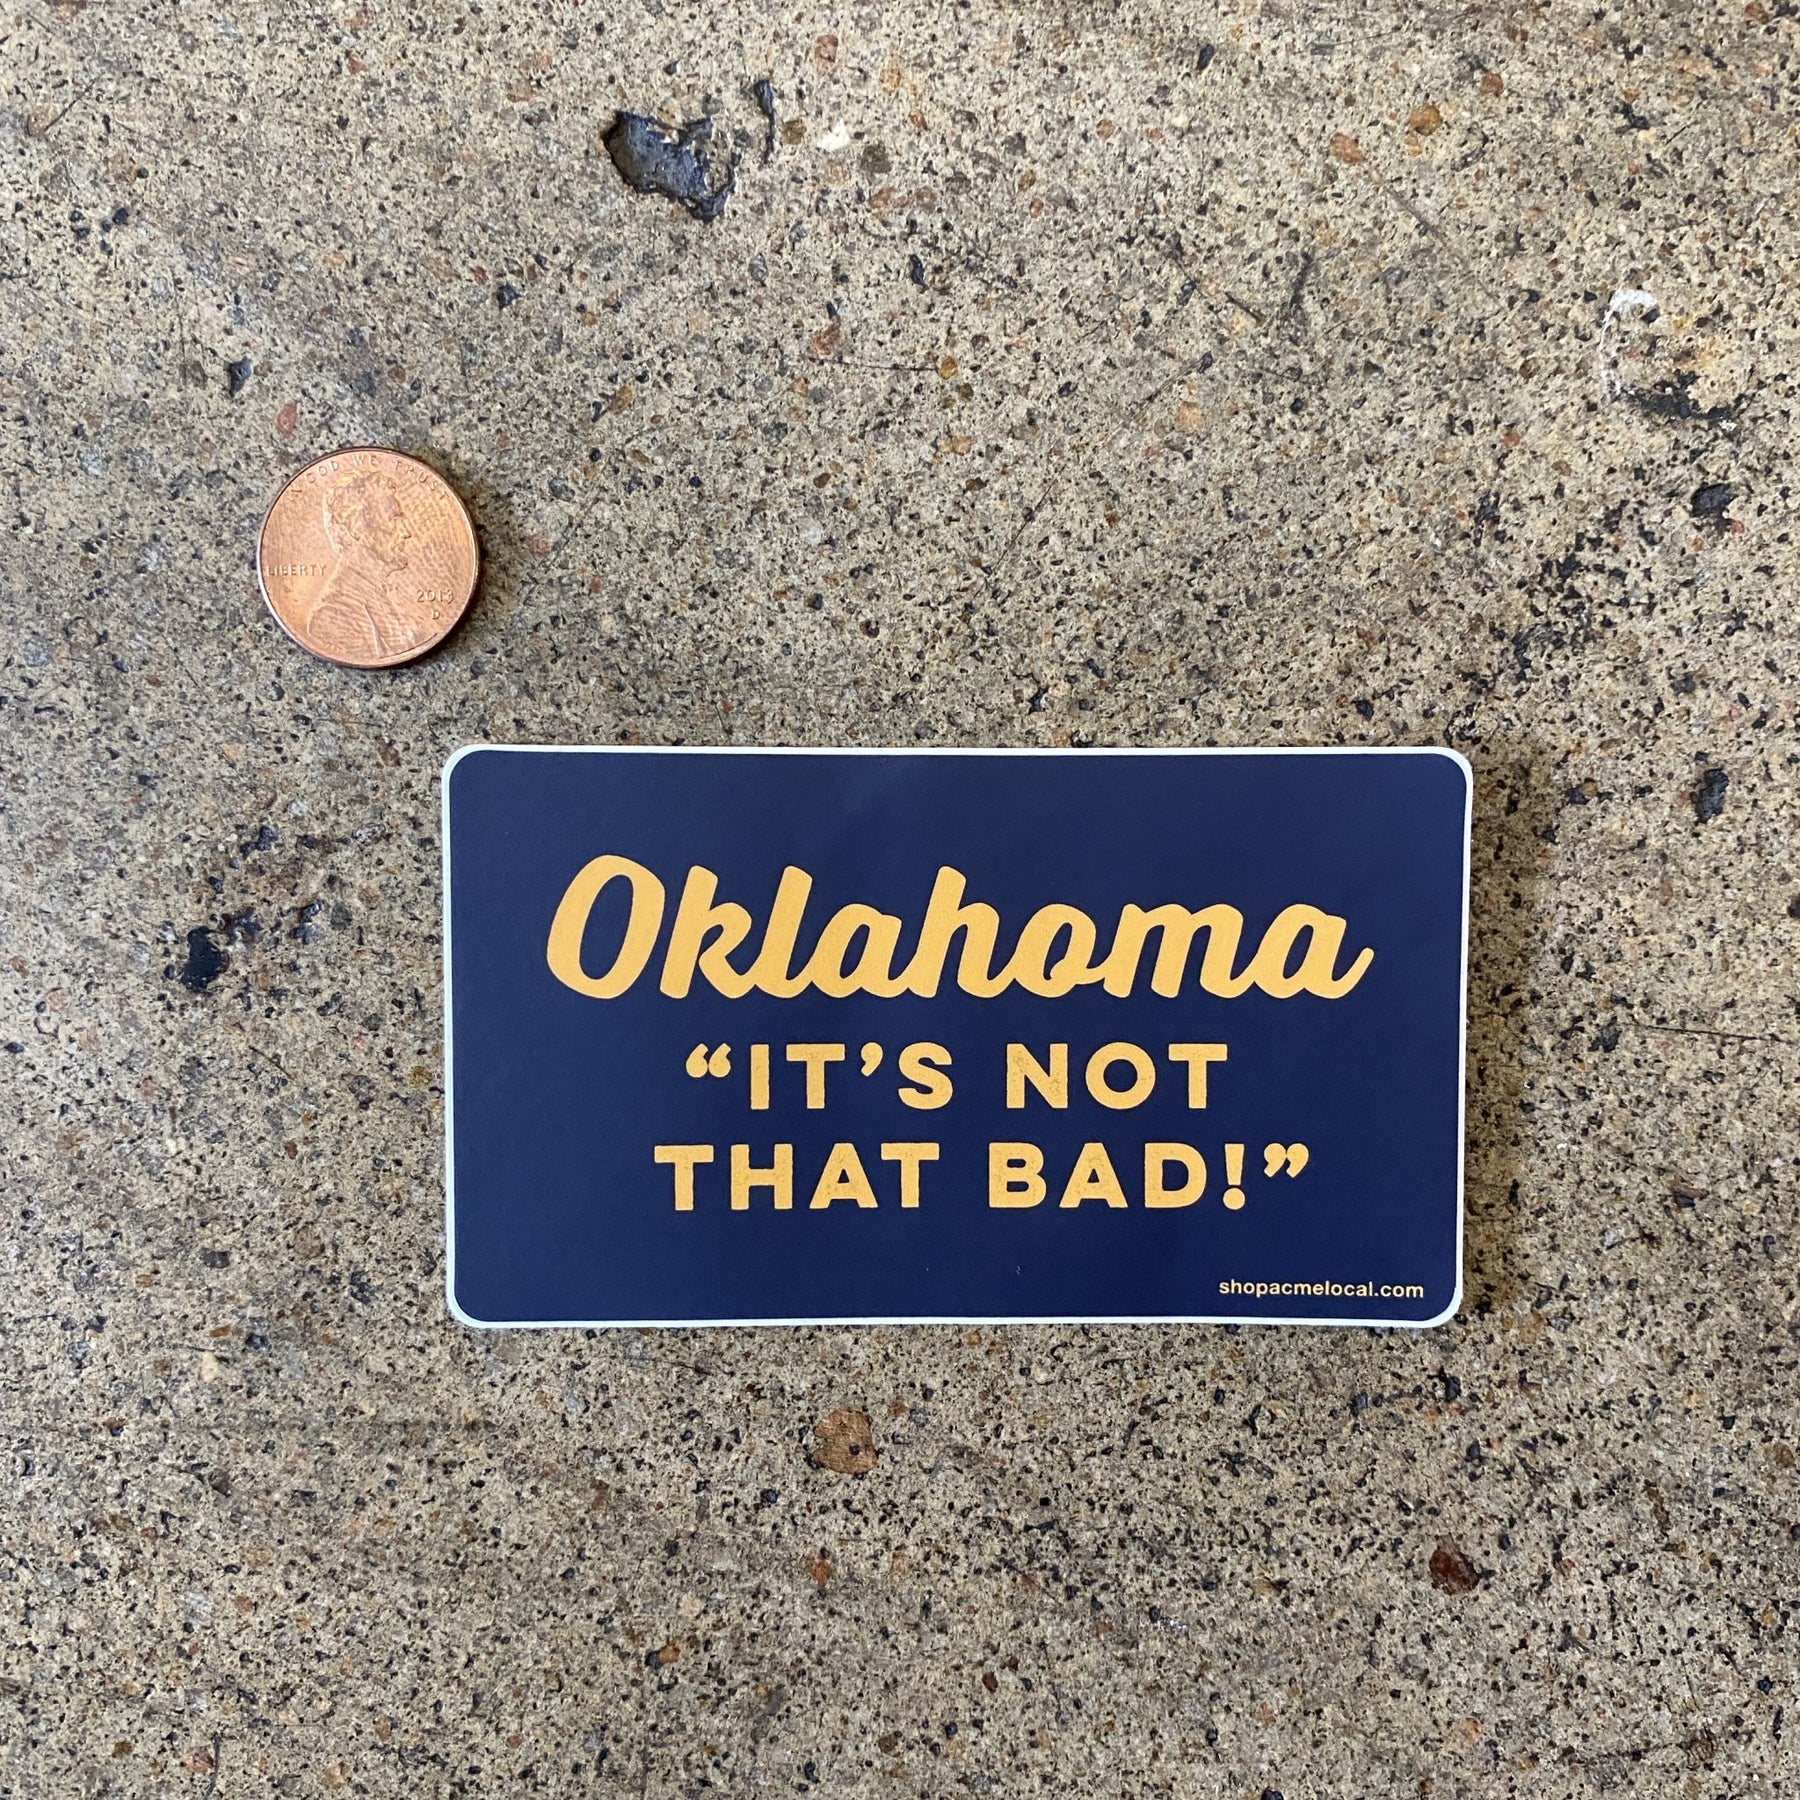 IN GOD WE TRUST
LIBERTY
2013
D
Oklahoma
“IT’S NOT
THAT BAD!”
shopacmelocal.com